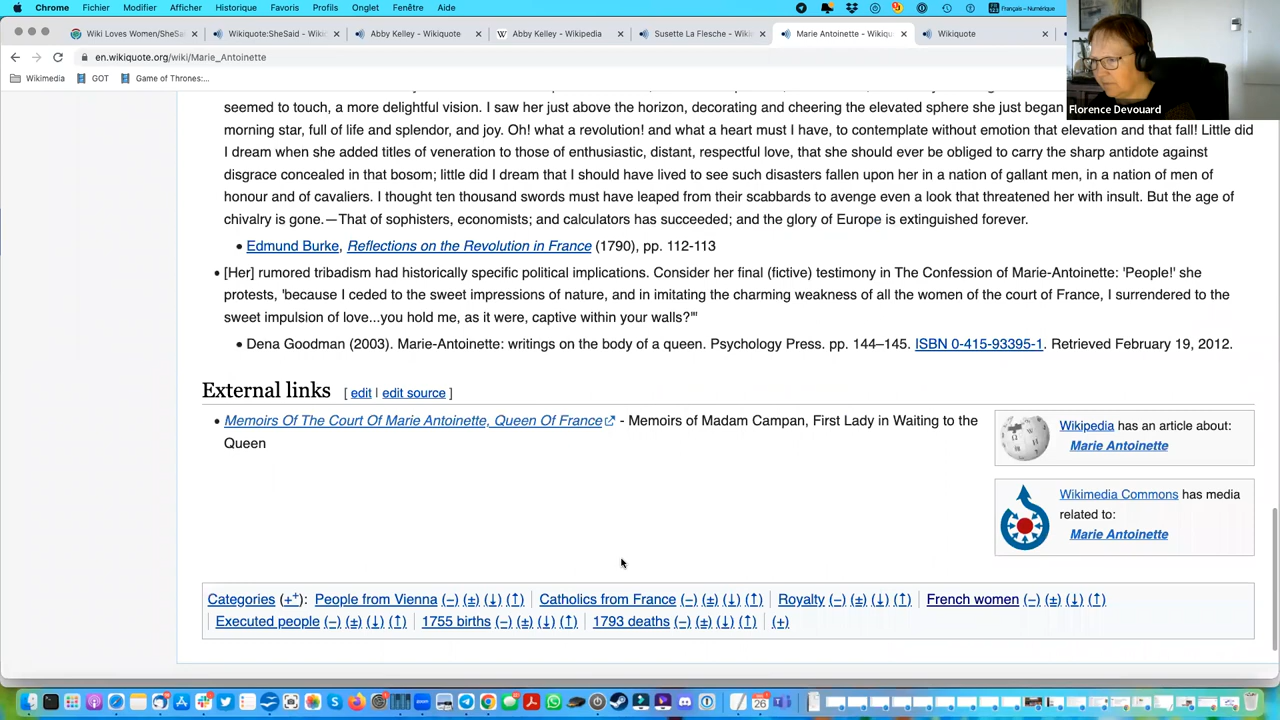 Chrome Fichier Modifier Afficher Historique Favoris Profils Onglet Fenêtre Aide Français – Numérique
Wiki Loves Women/SheSa Wikiquote:SheSaid - Wiki Abby Kelley - Wikiquote Abby Kelley - Wikipedia Susette La Flesche - Wikiq Marie Antoinette - Wikiqu Wikiquote
en.wikiquote.org/wiki/Marie_Antoinette
Wikimedia GOT Game of Thrones:...
Florence Devouard
seemed to touch, a more delightful vision. I saw her just above the horizon, decorating and cheering the elevated sphere she just began
morning star, full of life and splendor, and joy. Oh! what a revolution! and what a heart must I have, to contemplate without emotion that elevation and that fall! Little did
I dream when she added titles of veneration to those of enthusiastic, distant, respectful love, that she should ever be obliged to carry the sharp antidote against
disgrace concealed in that bosom; little did I dream that I should have lived to see such disasters fallen upon her in a nation of gallant men, in a nation of men of
honour and of cavaliers. I thought ten thousand swords must have leaped from their scabbards to avenge even a look that threatened her with insult. But the age of
chivalry is gone.—That of sophisters, economists; and calculators has succeeded; and the glory of Europe is extinguished forever.
• Edmund Burke, Reflections on the Revolution in France (1790), pp. 112-113
• [Her] rumored tribadism had historically specific political implications. Consider her final (fictive) testimony in The Confession of Marie-Antoinette: 'People!' she
protests, 'because I ceded to the sweet impressions of nature, and in imitating the charming weakness of all the women of the court of France, I surrendered to the
sweet impulsion of love...you hold me, as it were, captive within your walls?'"
• Dena Goodman (2003). Marie-Antoinette: writings on the body of a queen. Psychology Press. pp. 144–145. ISBN 0-415-93395-1. Retrieved February 19, 2012.
External links [ edit | edit source ]
• Memoirs Of The Court Of Marie Antoinette, Queen Of France - Memoirs of Madam Campan, First Lady in Waiting to the
Queen
Wikipedia has an article about:
Marie Antoinette
Wikimedia Commons has media
related to:
Marie Antoinette
Categories (+⁺): People from Vienna (−) (±) (↓) (↑) | Catholics from France (−) (±) (↓) (↑) | Royalty (−) (±) (↓) (↑) | French women (−) (±) (↓) (↑)
| Executed people (−) (±) (↓) (↑) | 1755 births (−) (±) (↓) (↑) | 1793 deaths (−) (±) (↓) (↑) | (+)